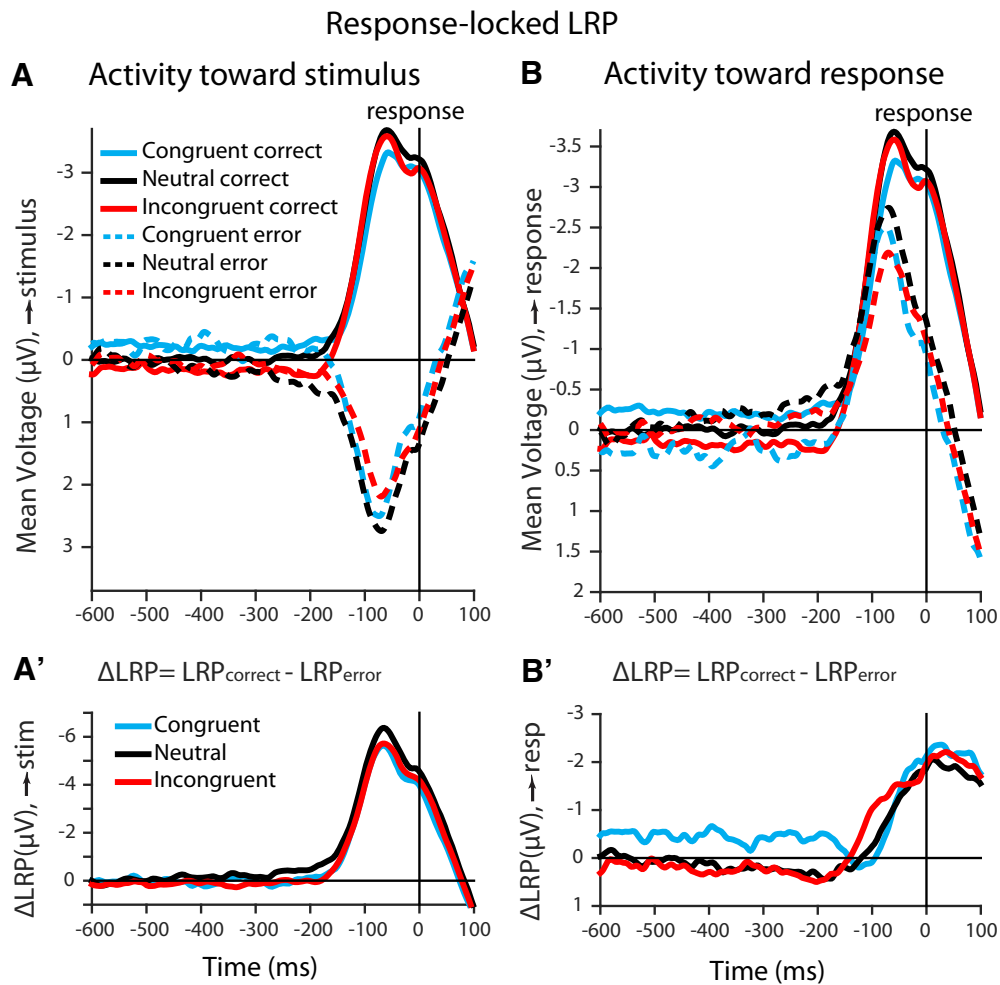 Response-locked LRP
A Activity toward stimulus
response
Congruent correct
Neutral correct
Incongruent correct
Congruent error
Neutral error
Incongruent error
Mean Voltage (µV), → stimulus
-3
-2
-1
0
1
2
3
-600 -500 -400 -300 -200 -100 0 100
B Activity toward response
response
Mean Voltage (µV), → response
-3.5
-3
-2.5
-2
-1.5
-1
-0.5
0
0.5
1
1.5
2
-600 -500 -400 -300 -200 -100 0 100
A' ΔLRP= LRPcorrect - LRPerror
Congruent
Neutral
Incongruent
ΔLRP(µV), → stim
-6
-4
-2
0
-600 -500 -400 -300 -200 -100 0 100
Time (ms)
B' ΔLRP= LRPcorrect - LRPerror
ΔLRP(µV), → resp
-3
-2
-1
0
1
-600 -500 -400 -300 -200 -100 0 100
Time (ms)